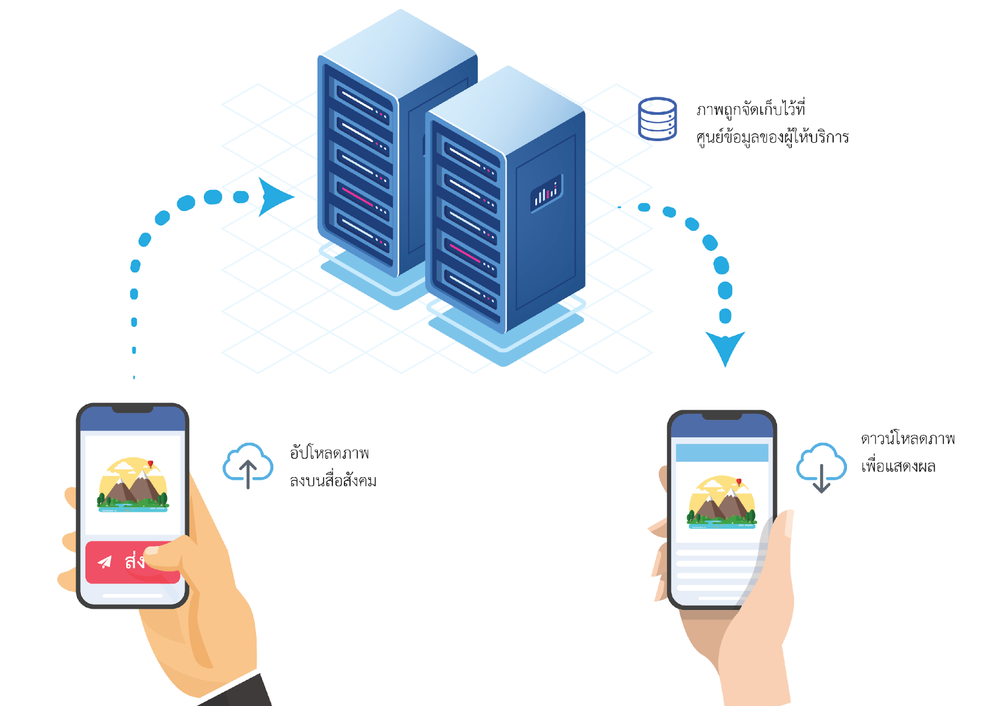 ภาพถูกจัดเก็บไว้ที่
ศูนย์ข้อมูลของผู้ให้บริการ
อัปโหลดภาพ
ลงบนสื่อสังคม
ดาวน์โหลดภาพ
เพื่อแสดงผล
ส่ง